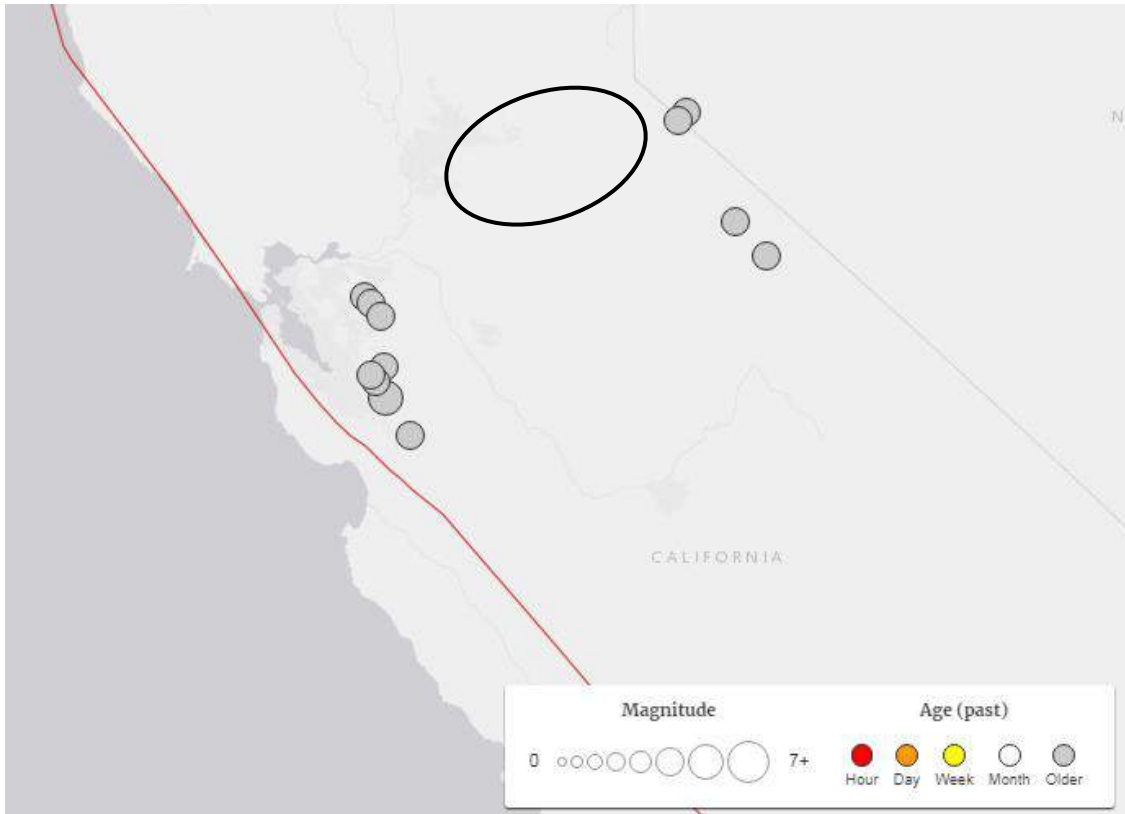 N
CALIFORNIA
Magnitude
Age (past)
0
7+
Hour
Day
Week
Month
Older